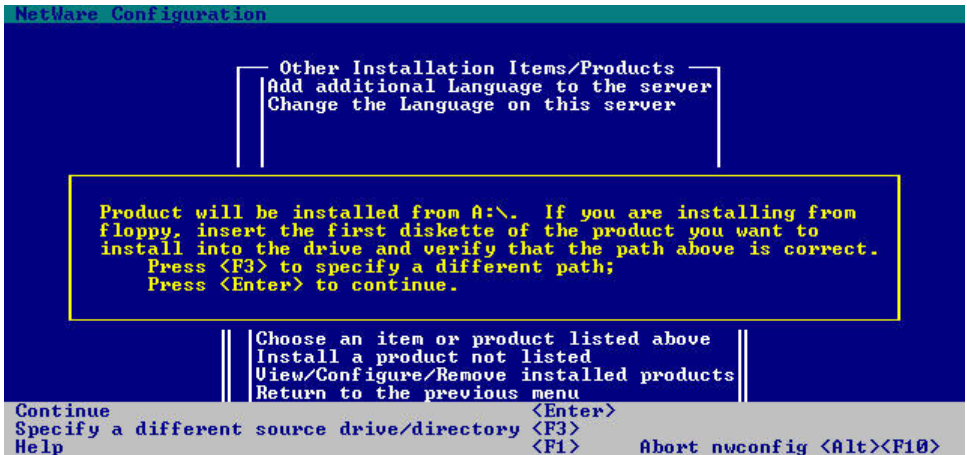 NetWare Configuration
Other Installation Items/Products
Add additional Language to the server
Change the Language on this server
Product will be installed from A:\. If you are installing from
floppy, insert the first diskette of the product you want to
install into the drive and verify that the path above is correct.
Press <F3> to specify a different path;
Press <Enter> to continue.
Choose an item or product listed above
Install a product not listed
View/Configure/Remove installed products
Return to the previous menu
Continue <Enter>
Specify a different source drive/directory <F3>
Help <F1> Abort nwconfig <Alt><F10>